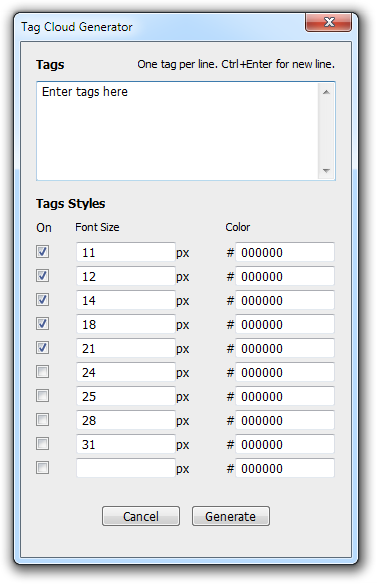 Tag Cloud Generator
Tags One tag per line. Ctrl+Enter for new line.
Enter tags here
Tags Styles
On Font Size Color
11 px # 000000
12 px # 000000
14 px # 000000
18 px # 000000
21 px # 000000
24 px # 000000
25 px # 000000
28 px # 000000
31 px # 000000
px # 000000
Cancel Generate